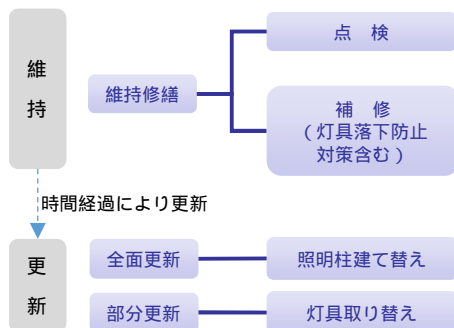 維持
維持修繕
点　検
補　修
（灯具落下防止
対策含む）
時間経過により更新
更新
全面更新
照明柱建て替え
部分更新
灯具取り替え